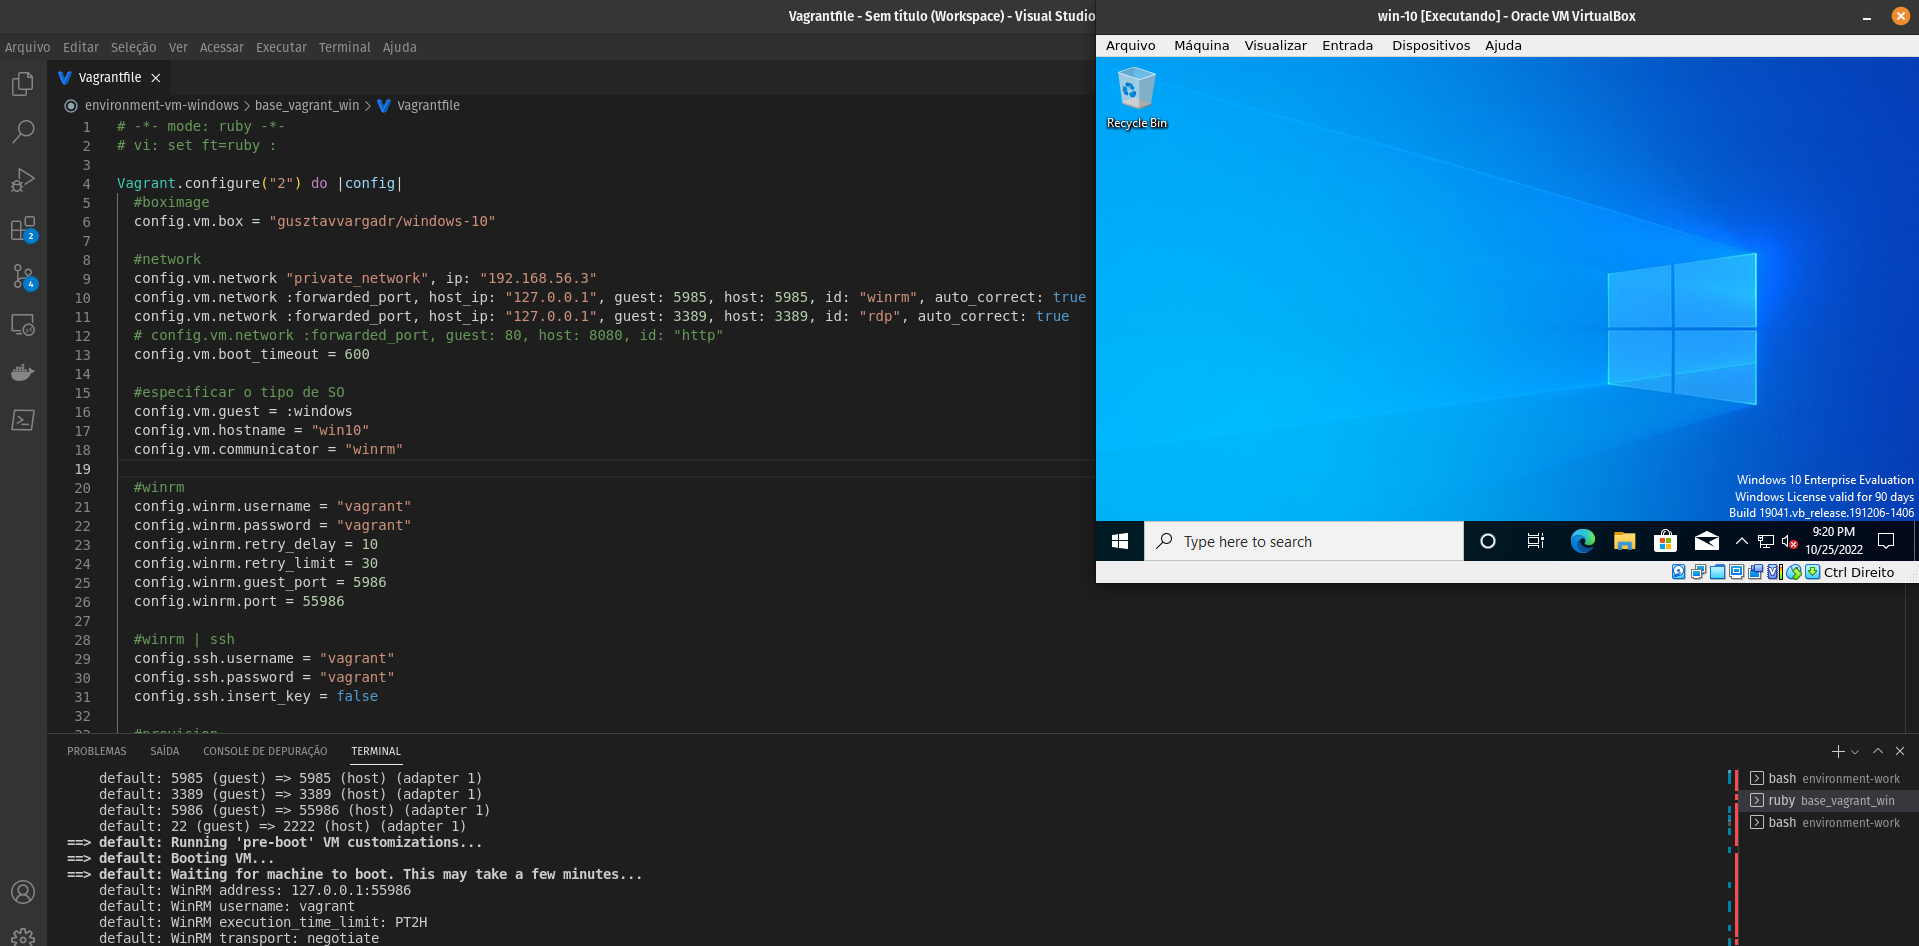 Vagrantfile - Sem título (Workspace) - Visual Studio
Arquivo Editar Seleção Ver Acessar Executar Terminal Ajuda
Vagrantfile
environment-vm-windows > base_vagrant_win > Vagrantfile
1 # -*- mode: ruby -*-
2 # vi: set ft=ruby :
3
4 Vagrant.configure("2") do |config|
5 #boximage
6 config.vm.box = "gusztavvargadr/windows-10"
7
8 #network
9 config.vm.network "private_network", ip: "192.168.56.3"
10 config.vm.network :forwarded_port, host_ip: "127.0.0.1", guest: 5985, host: 5985, id: "winrm", auto_correct: true
11 config.vm.network :forwarded_port, host_ip: "127.0.0.1", guest: 3389, host: 3389, id: "rdp", auto_correct: true
12 # config.vm.network :forwarded_port, guest: 80, host: 8080, id: "http"
13 config.vm.boot_timeout = 600
14
15 #especificar o tipo de SO
16 config.vm.guest = :windows
17 config.vm.hostname = "win10"
18 config.vm.communicator = "winrm"
19
20 #winrm
21 config.winrm.username = "vagrant"
22 config.winrm.password = "vagrant"
23 config.winrm.retry_delay = 10
24 config.winrm.retry_limit = 30
25 config.winrm.guest_port = 5986
26 config.winrm.port = 55986
27
28 #winrm | ssh
29 config.ssh.username = "vagrant"
30 config.ssh.password = "vagrant"
31 config.ssh.insert_key = false
32
33 #provision
2
4
PROBLEMAS SAÍDA CONSOLE DE DEPURAÇÃO TERMINAL
default: 5985 (guest) => 5985 (host) (adapter 1)
default: 3389 (guest) => 3389 (host) (adapter 1)
default: 5986 (guest) => 55986 (host) (adapter 1)
default: 22 (guest) => 2222 (host) (adapter 1)
==> default: Running 'pre-boot' VM customizations...
==> default: Booting VM...
==> default: Waiting for machine to boot. This may take a few minutes...
default: WinRM address: 127.0.0.1:55986
default: WinRM username: vagrant
default: WinRM execution_time_limit: PT2H
default: WinRM transport: negotiate
bash environment-work
ruby base_vagrant_win
bash environment-work
win-10 [Executando] - Oracle VM VirtualBox
Arquivo Máquina Visualizar Entrada Dispositivos Ajuda
Recycle Bin
Windows 10 Enterprise Evaluation
Windows License valid for 90 days
Build 19041.vb_release.191206-1406
Type here to search
9:20 PM
10/25/2022
Ctrl Direito